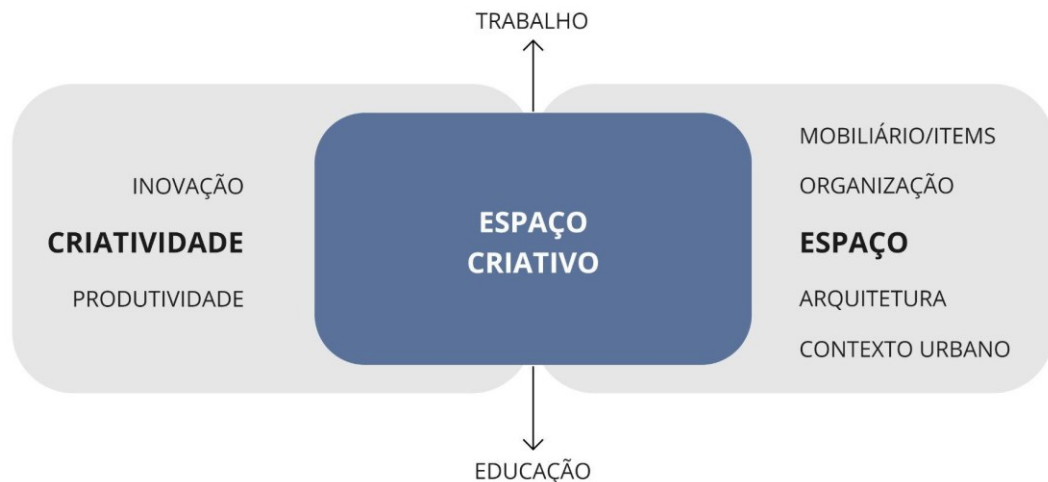 TRABALHO
INOVAÇÃO
CRIATIVIDADE
PRODUTIVIDADE
ESPAÇO
CRIATIVO
MOBILIÁRIO/ITEMS
ORGANIZAÇÃO
ESPAÇO
ARQUITETURA
CONTEXTO URBANO
EDUCAÇÃO